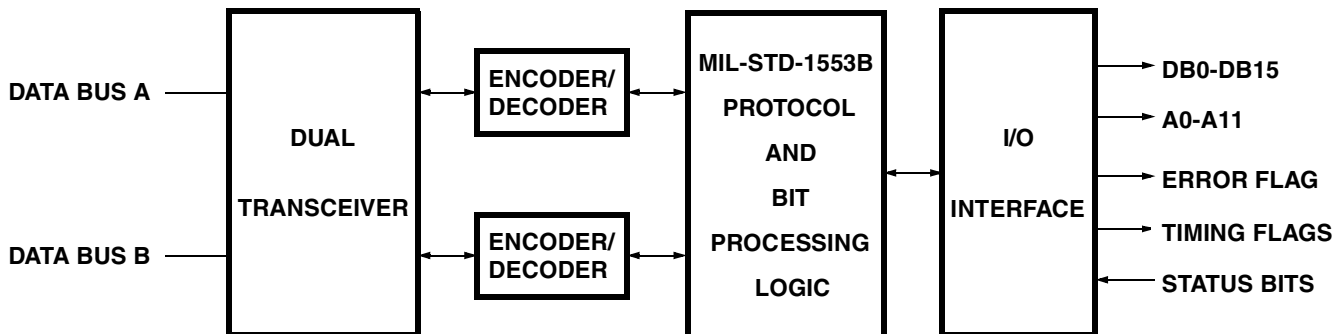 DATA BUS A
DATA BUS B
DUAL
TRANSCEIVER
ENCODER/
DECODER
ENCODER/
DECODER
MIL-STD-1553B
PROTOCOL
AND
BIT
PROCESSING
LOGIC
I/O
INTERFACE
DB0-DB15
A0-A11
ERROR FLAG
TIMING FLAGS
STATUS BITS